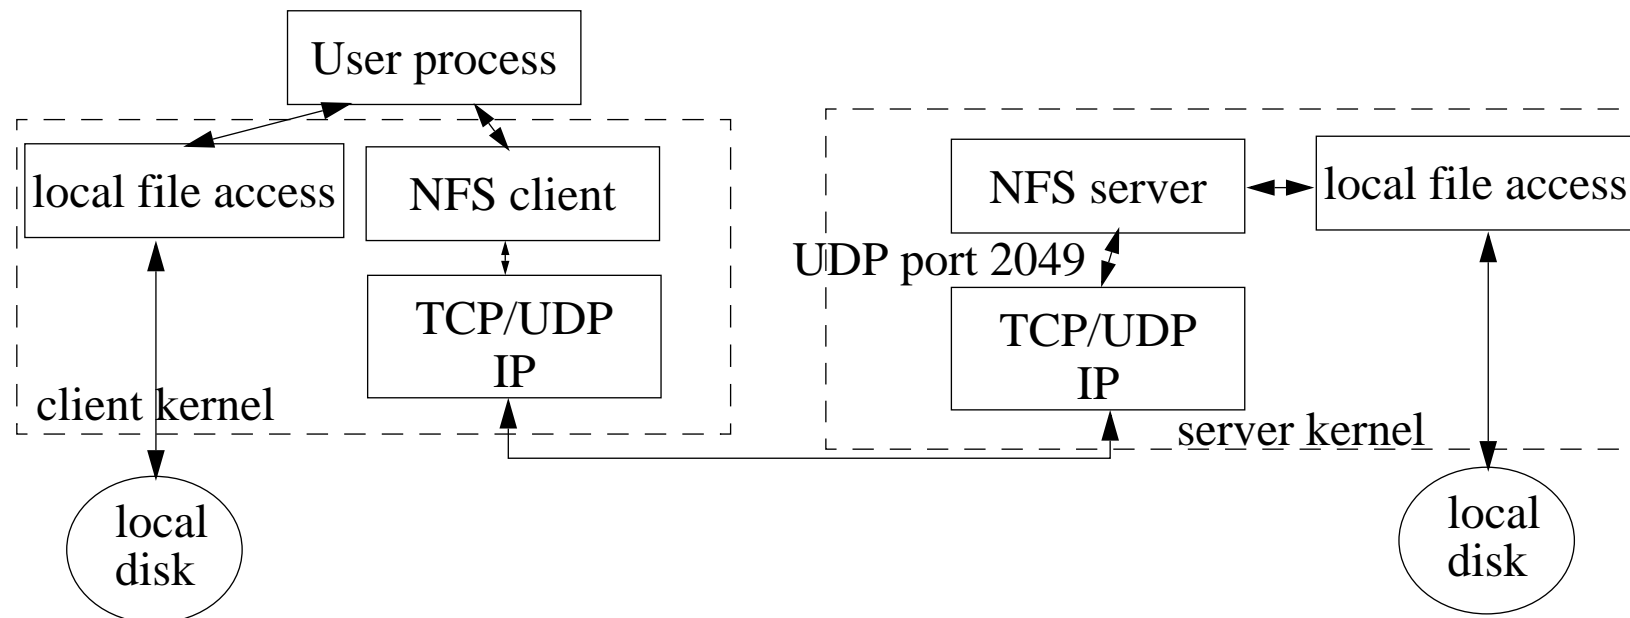 User process
local file access
NFS client
TCP/UDP
IP
client kernel
local
disk
NFS server
local file access
UDP port 2049
TCP/UDP
IP
server kernel
local
disk